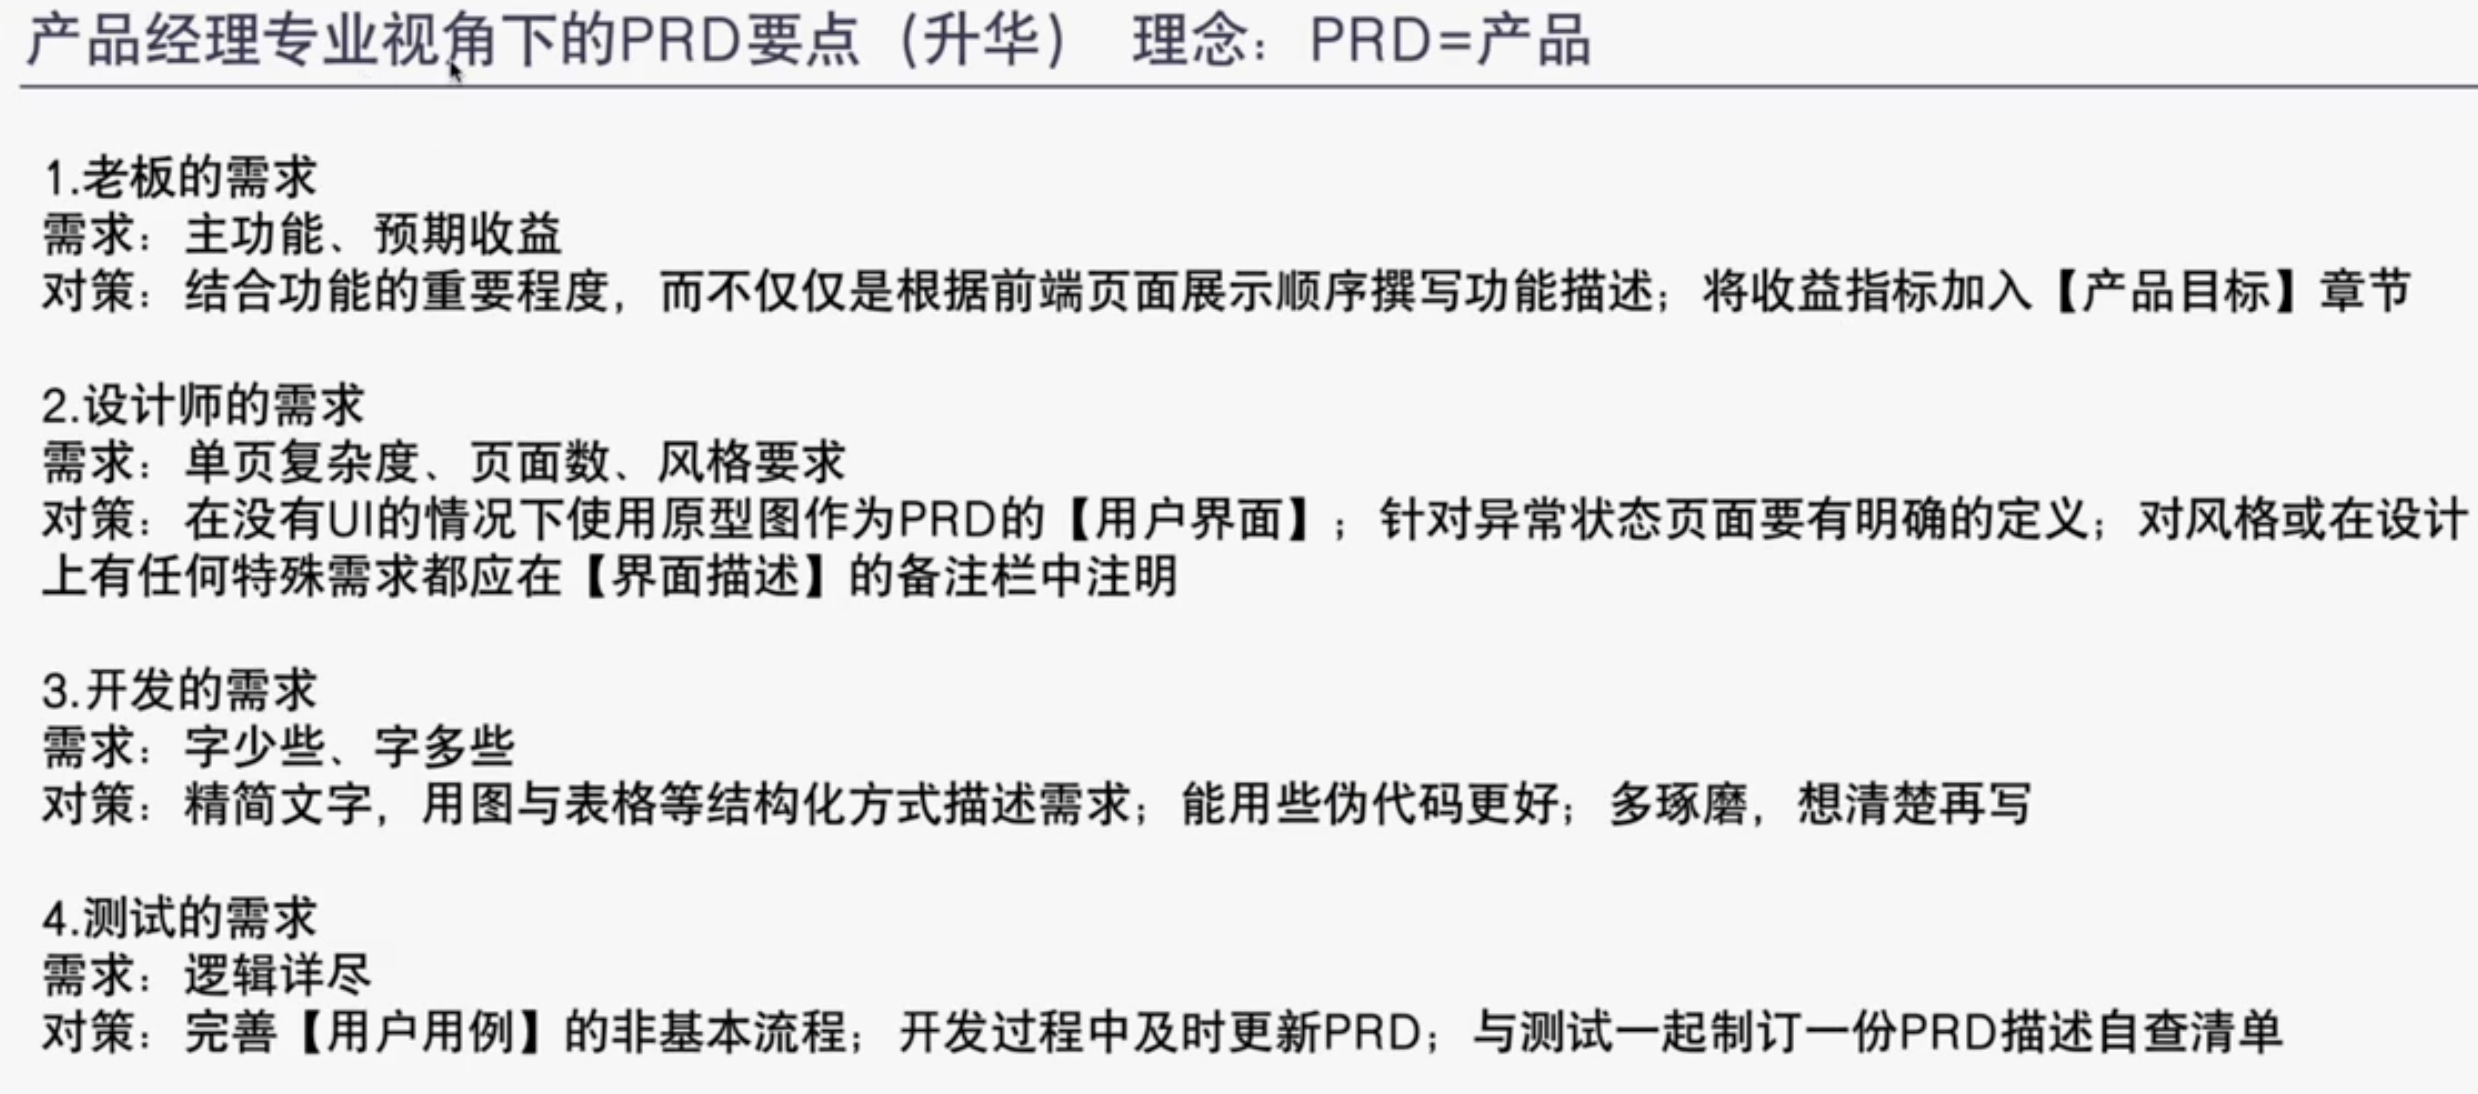 产品经理专业视角下的PRD要点（升华） 理念：PRD=产品
1.老板的需求
需求：主功能、预期收益
对策：结合功能的重要程度，而不仅仅是根据前端页面展示顺序撰写功能描述；将收益指标加入【产品目标】章节
2.设计师的需求
需求：单页复杂度、页面数、风格要求
对策：在没有UI的情况下使用原型图作为PRD的【用户界面】；针对异常状态页面要有明确的定义；对风格或在设计
上有任何特殊需求都应在【界面描述】的备注栏中注明
3.开发的需求
需求：字少些、字多些
对策：精简文字，用图与表格等结构化方式描述需求；能用些伪代码更好；多琢磨，想清楚再写
4.测试的需求
需求：逻辑详尽
对策：完善【用户用例】的非基本流程；开发过程中及时更新PRD；与测试一起制订一份PRD描述自查清单